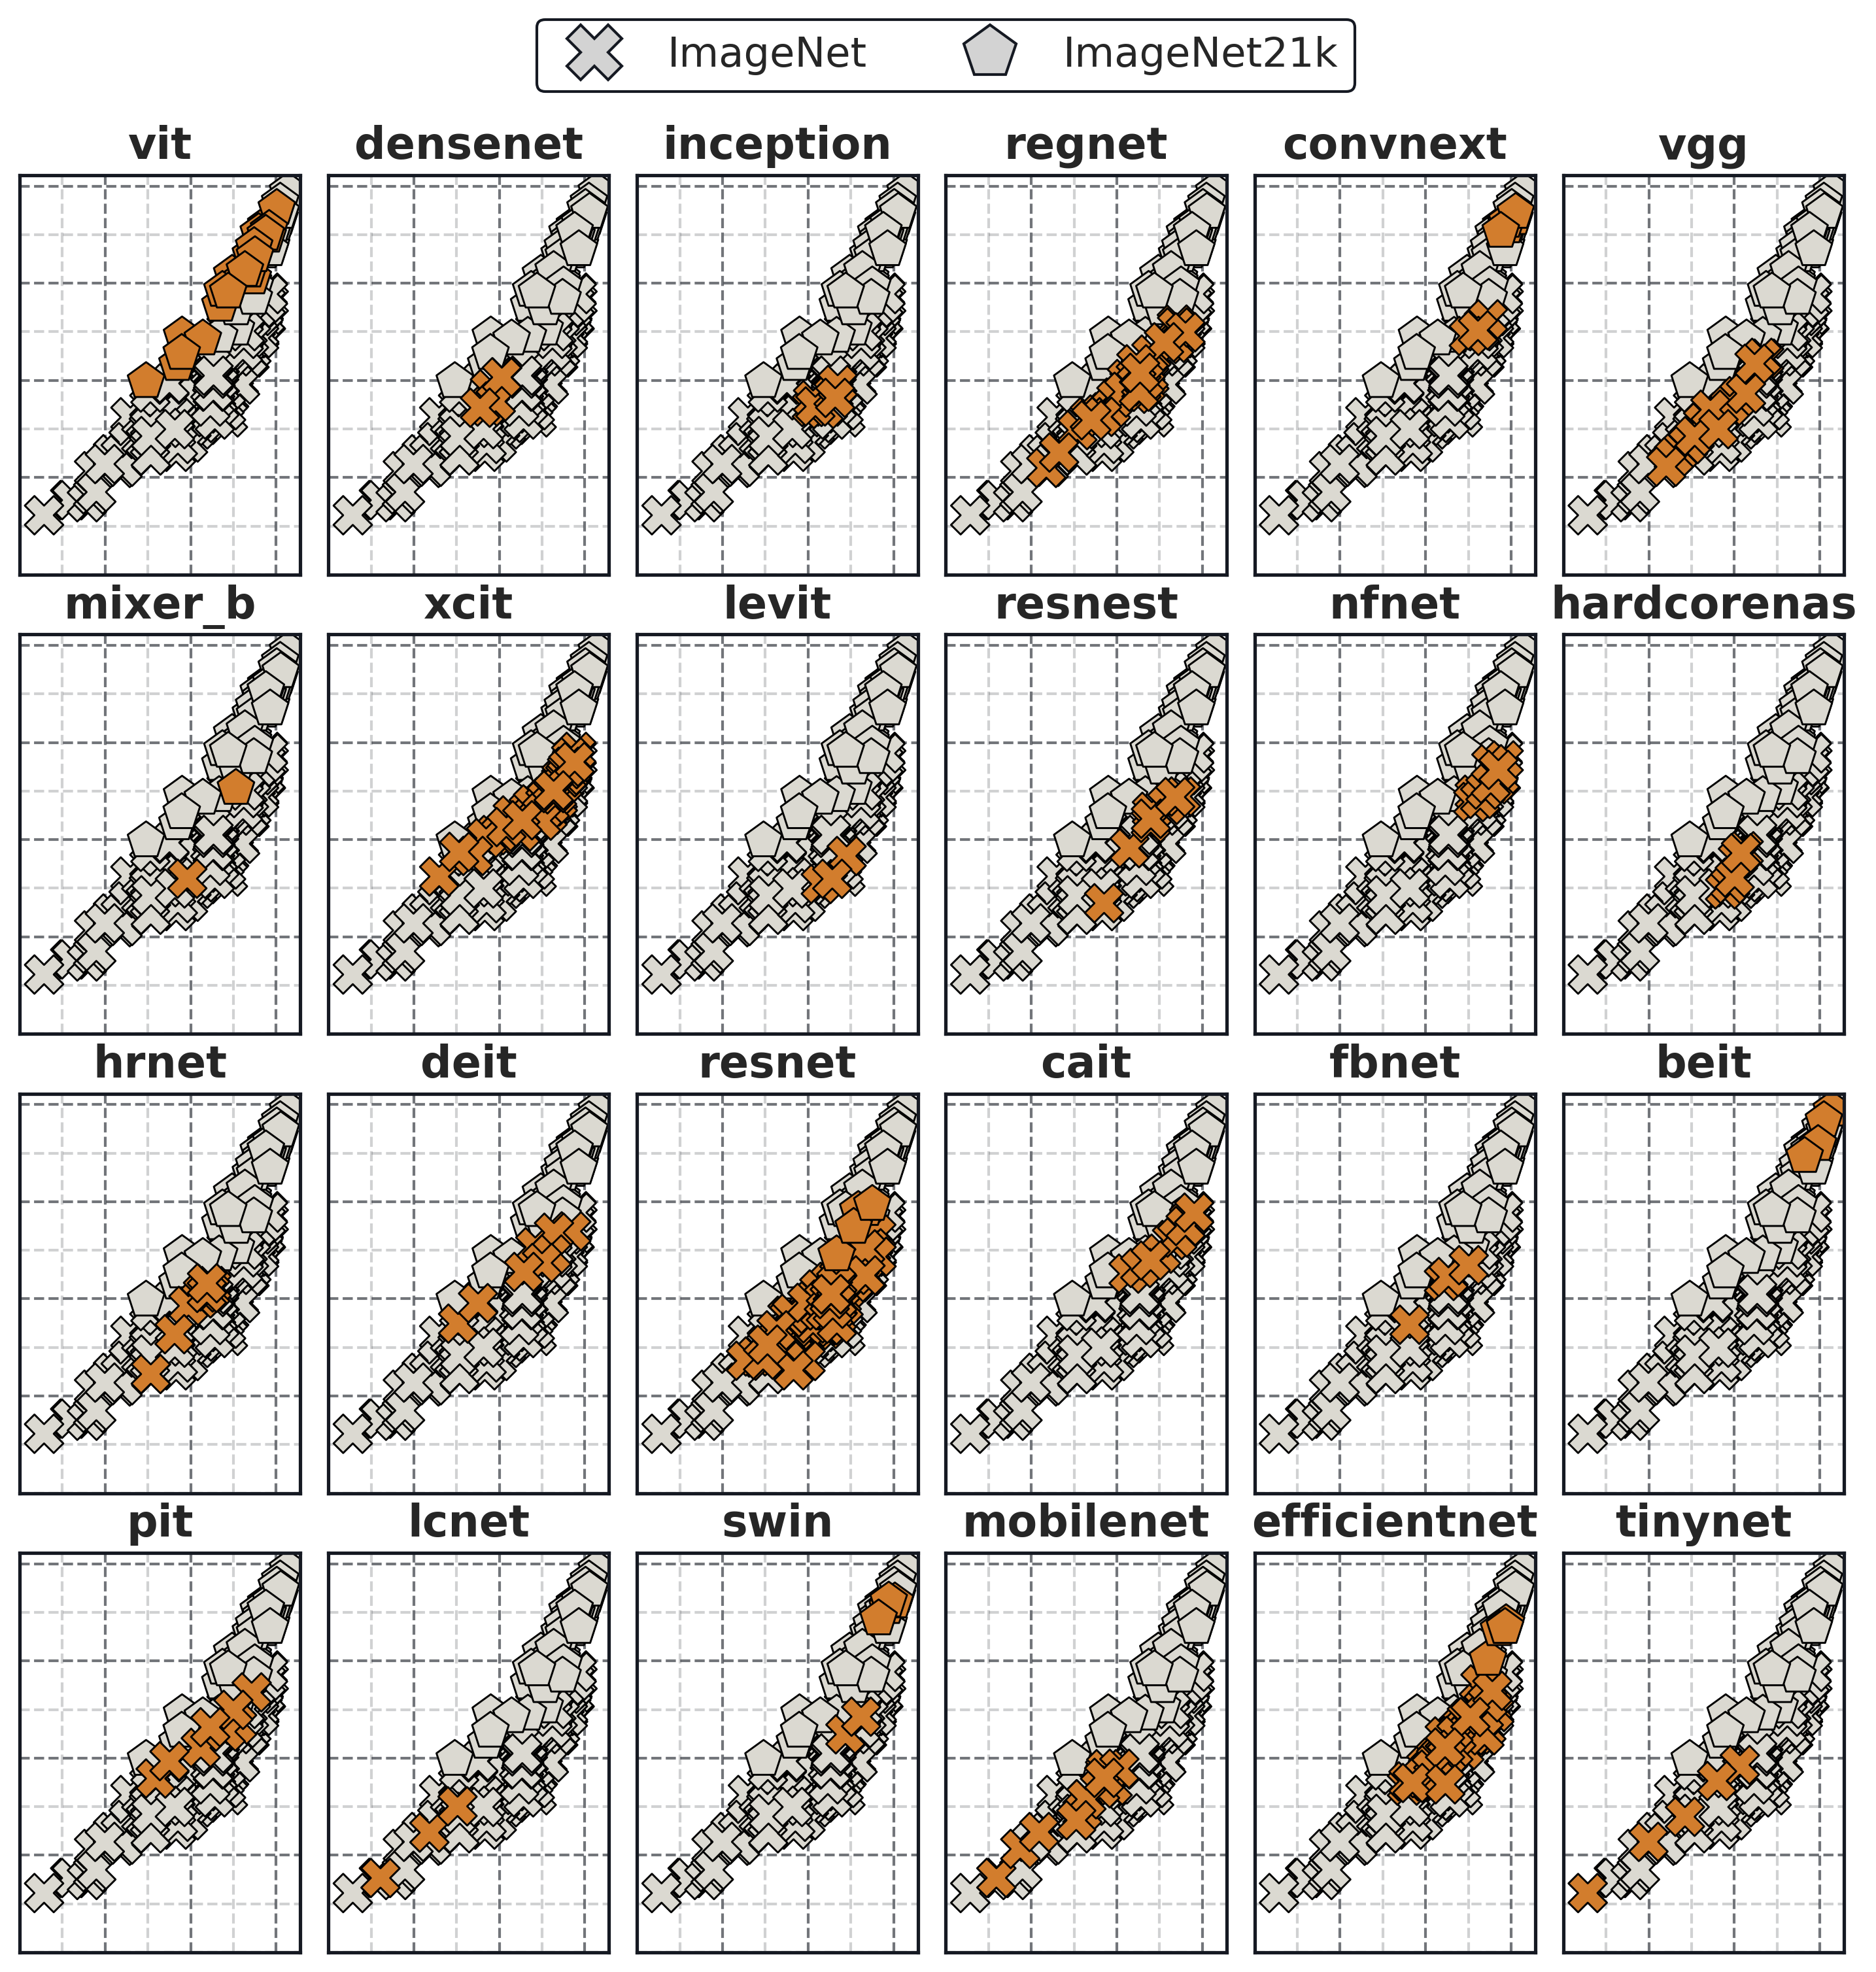 ImageNet ImageNet21k
vit densenet inception regnet convnext vgg
mixer_b xcit levit resnest nfnet hardcorenas
hrnet deit resnet cait fbnet beit
pit lcnet swin mobilenet efficientnet tinynet